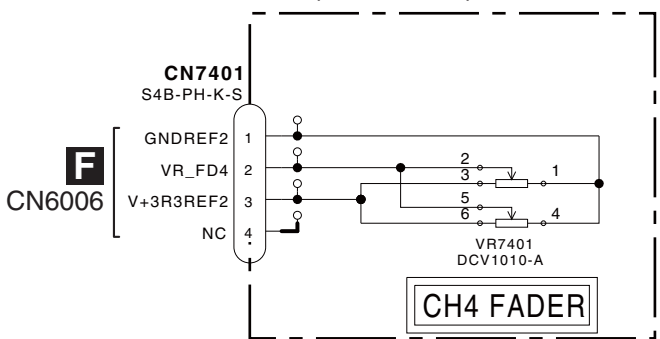 CN7401
S4B-PH-K-S
F
CN6006
GNDREF2 1
VR_FD4 2
V+3R3REF2 3
NC 4
2
3 1
5
6 4
VR7401
DCV1010-A
CH4 FADER